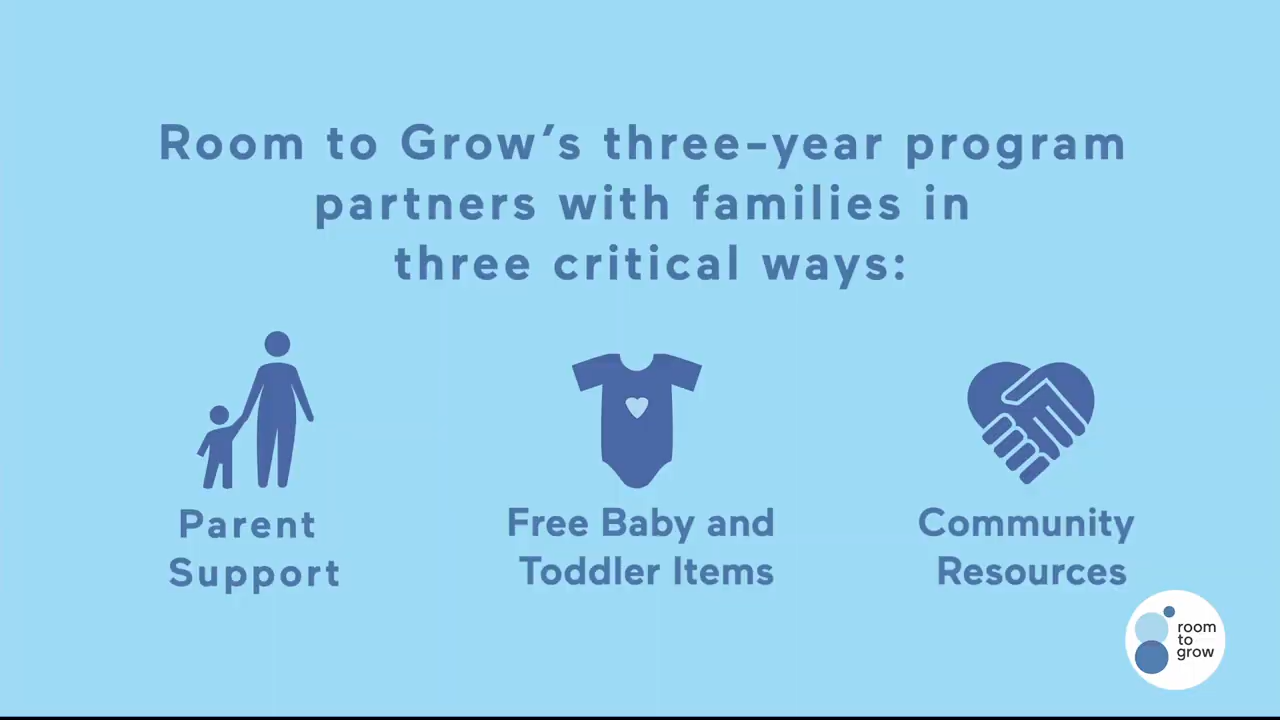 Room to Grow’s three-year program
partners with families in
three critical ways:
Parent
Support
Free Baby and
Toddler Items
Community
Resources
room
to
grow